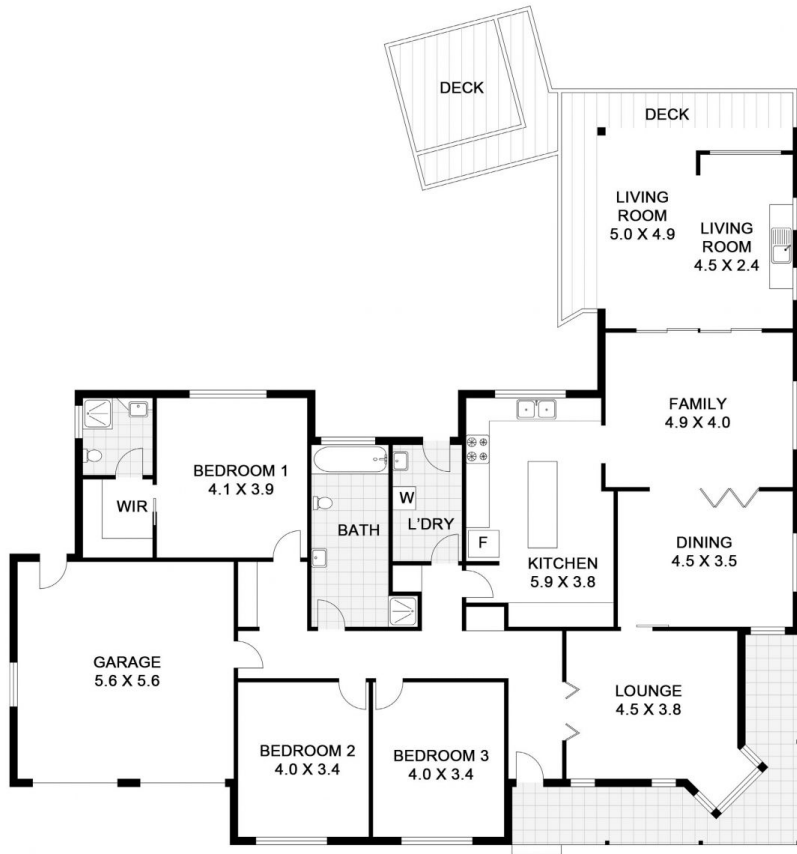 DECK
DECK
LIVING
ROOM
5.0 X 4.9
LIVING
ROOM
4.5 X 2.4
FAMILY
4.9 X 4.0
BEDROOM 1
4.1 X 3.9
WIR
BATH
W
L'DRY
F
KITCHEN
5.9 X 3.8
DINING
4.5 X 3.5
GARAGE
5.6 X 5.6
LOUNGE
4.5 X 3.8
BEDROOM 2
4.0 X 3.4
BEDROOM 3
4.0 X 3.4